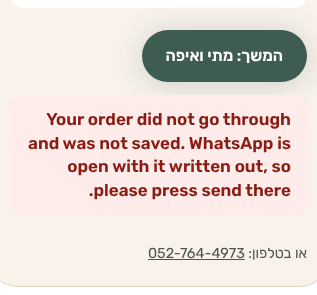 המשך: מתי ואיפה
Your order did not go through
and was not saved. WhatsApp is
open with it written out, so
.please press send there
או בטלפון: 052-764-4973